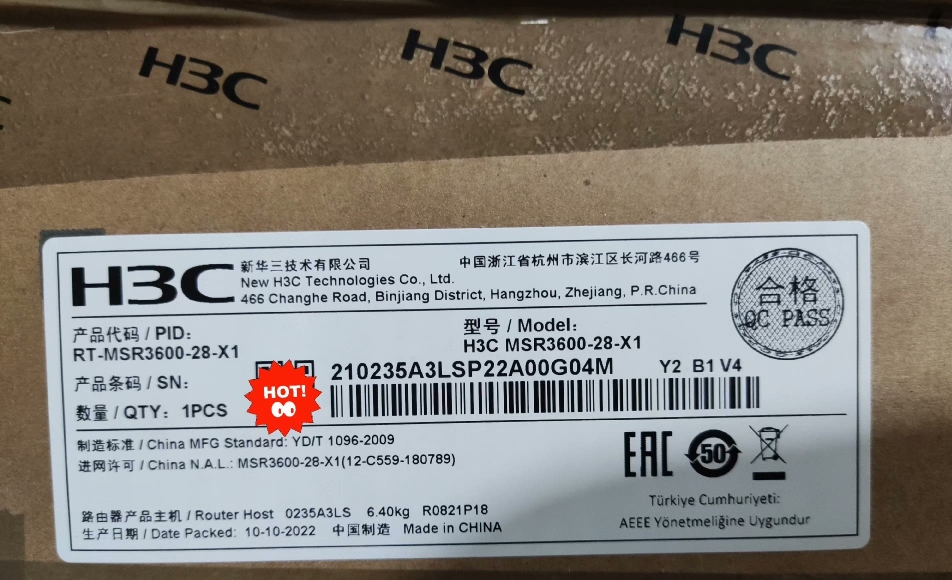 H3C
H3C
H3C
H3C
新华三技术有限公司 中国浙江省杭州市滨江区长河路466号
New H3C Technologies Co., Ltd.
466 Changhe Road, Binjiang District, Hangzhou, Zhejiang, P.R.China
合格
QC PASS
产品代码 / PID:
RT-MSR3600-28-X1
型号 / Model:
H3C MSR3600-28-X1
产品条码 / SN:
210235A3LSP22A00G04M Y2 B1 V4
数量 / QTY: 1PCS
HOT!
制造标准 / China MFG Standard: YD/T 1096-2009
进网许可 / China N.A.L.: MSR3600-28-X1(12-C559-180789)
EAC
50
Türkiye Cumhuriyeti:
AEEE Yönetmeliğine Uygundur
路由器产品主机 / Router Host 0235A3LS 6.40kg R0821P18
生产日期 / Date Packed: 10-10-2022 中国制造 Made in CHINA